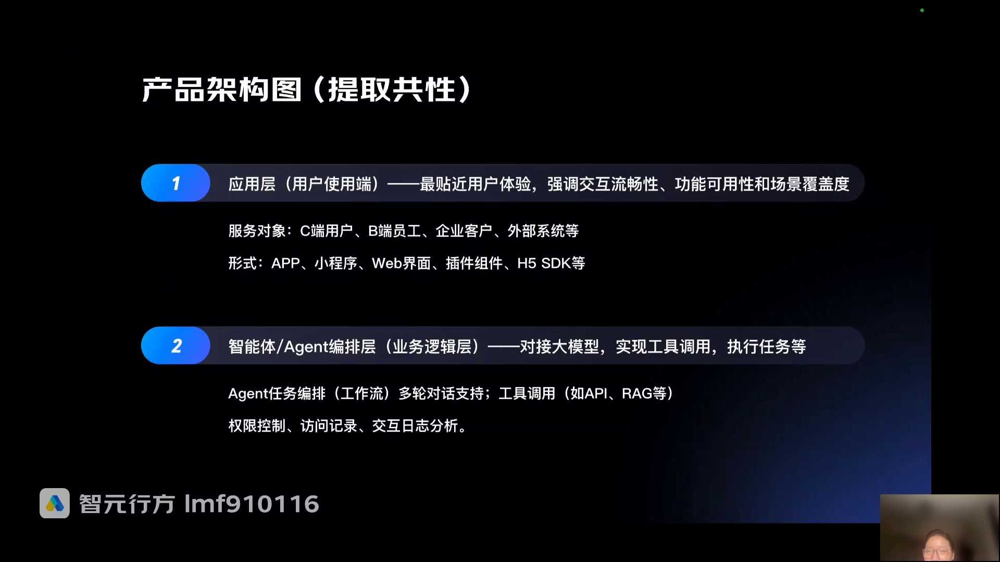 产品架构图（提取共性）
1
应用层（用户使用端）——最贴近用户体验，强调交互流畅性、功能可用性和场景覆盖度
服务对象：C端用户、B端员工、企业客户、外部系统等
形式：APP、小程序、Web界面、插件组件、H5 SDK等
2
智能体/Agent编排层（业务逻辑层）——对接大模型，实现工具调用，执行任务等
Agent任务编排（工作流）多轮对话支持；工具调用（如API、RAG等）
权限控制、访问记录、交互日志分析。
智元行方 lmf910116